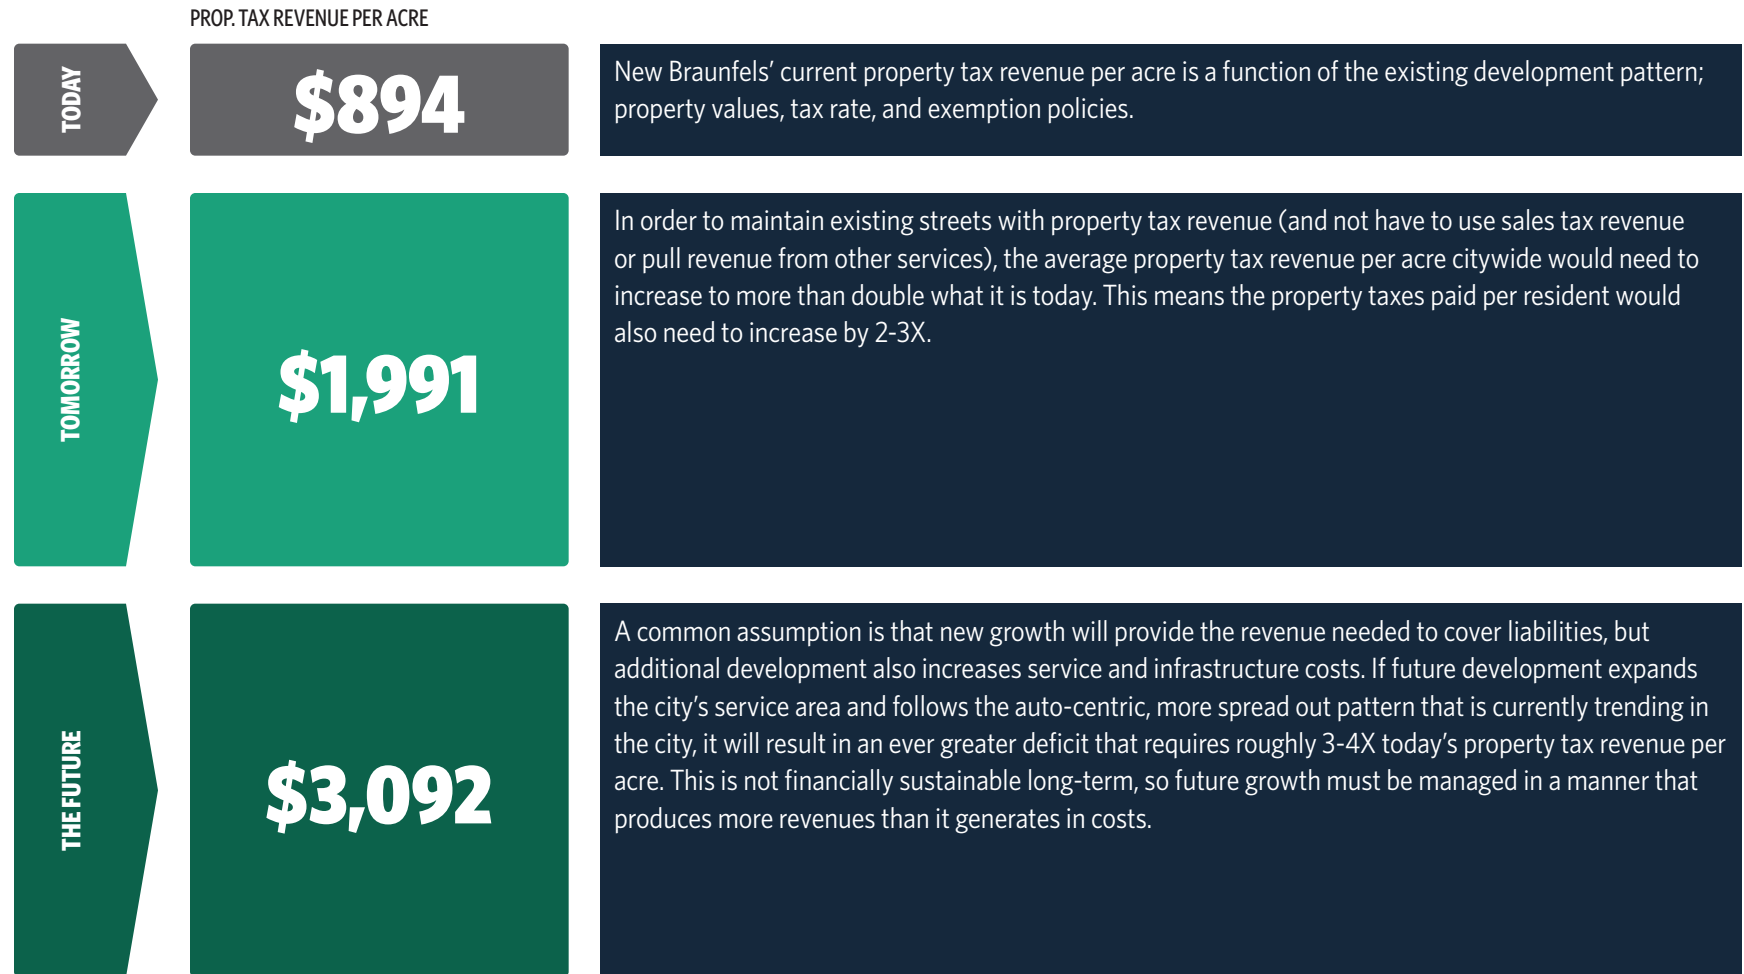 PROP. TAX REVENUE PER ACRE
TODAY
$894
New Braunfels’ current property tax revenue per acre is a function of the existing development pattern;
property values, tax rate, and exemption policies.
TOMORROW
$1,991
In order to maintain existing streets with property tax revenue (and not have to use sales tax revenue
or pull revenue from other services), the average property tax revenue per acre citywide would need to
increase to more than double what it is today. This means the property taxes paid per resident would
also need to increase by 2-3X.
THE FUTURE
$3,092
A common assumption is that new growth will provide the revenue needed to cover liabilities, but
additional development also increases service and infrastructure costs. If future development expands
the city’s service area and follows the auto-centric, more spread out pattern that is currently trending in
the city, it will result in an ever greater deficit that requires roughly 3-4X today’s property tax revenue per
acre. This is not financially sustainable long-term, so future growth must be managed in a manner that
produces more revenues than it generates in costs.